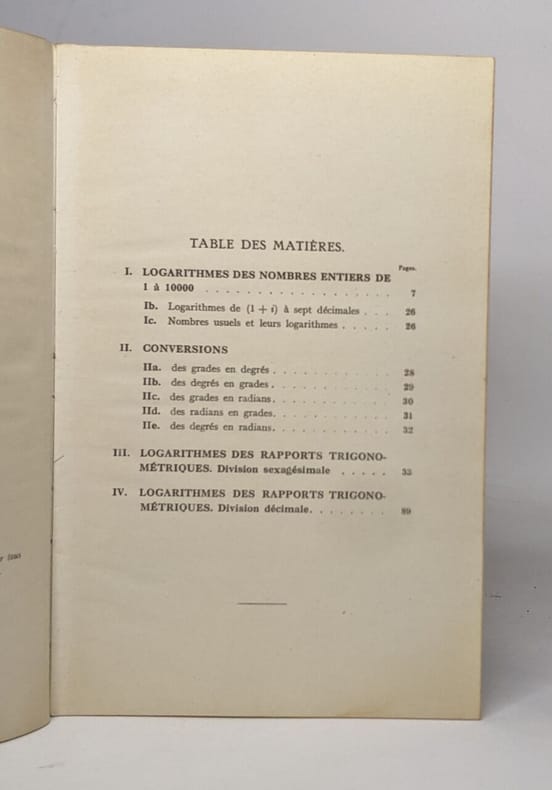 TABLE DES MATIÈRES.
Pages.
I. LOGARITHMES DES NOMBRES ENTIERS DE
1 à 10000 . . . . . . . . . . . . . . . . . 7
Ib. Logarithmes de (1 + i) à sept décimales . . . 26
Ic. Nombres usuels et leurs logarithmes . . . . . 26
II. CONVERSIONS
IIa. des grades en degrés . . . . . . . . . . . 28
IIb. des degrés en grades . . . . . . . . . . . 29
IIc. des grades en radians. . . . . . . . . . . 30
IId. des radians en grades. . . . . . . . . . . 31
IIe. des degrés en radians. . . . . . . . . . . 32
III. LOGARITHMES DES RAPPORTS TRIGONO-
MÉTRIQUES. Division sexagésimale . . . . . 33
IV. LOGARITHMES DES RAPPORTS TRIGONO-
MÉTRIQUES. Division décimale. . . . . . . . 89